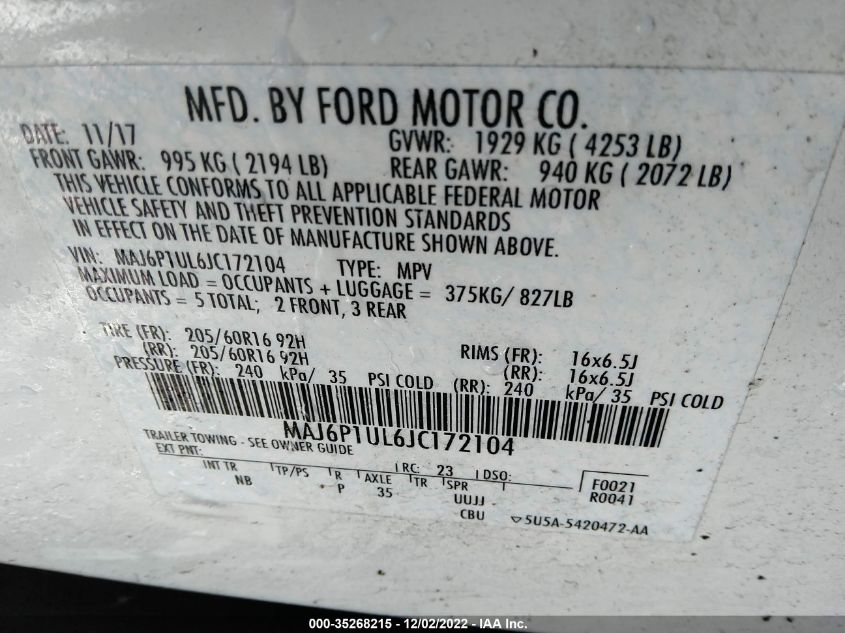 MFD. BY FORD MOTOR CO.
DATE: 11/17 GVWR: 1929 KG ( 4253 LB)
FRONT GAWR: 995 KG ( 2194 LB) REAR GAWR: 940 KG ( 2072 LB)
THIS VEHICLE CONFORMS TO ALL APPLICABLE FEDERAL MOTOR
VEHICLE SAFETY AND THEFT PREVENTION STANDARDS
IN EFFECT ON THE DATE OF MANUFACTURE SHOWN ABOVE.
VIN: MAJ6P1UL6JC172104 TYPE: MPV
MAXIMUM LOAD = OCCUPANTS + LUGGAGE = 375KG/ 827LB
OCCUPANTS = 5 TOTAL; 2 FRONT, 3 REAR
TIRE (FR): 205/60R16 92H RIMS (FR): 16x6.5J
(RR): 205/60R16 92H (RR): 16x6.5J
PRESSURE (FR): 240 kPa/ 35 PSI COLD (RR): 240 kPa/ 35 PSI COLD
MAJ6P1UL6JC172104
TRAILER TOWING - SEE OWNER GUIDE
EXT PNT: RC: 23 DSO: F0021
INT TR TP/PS R AXLE TR SPR R0041
NB P 35 UUJJ
CBU 5U5A-5420472-AA
000-35268215 - 12/02/2022 - IAA Inc.